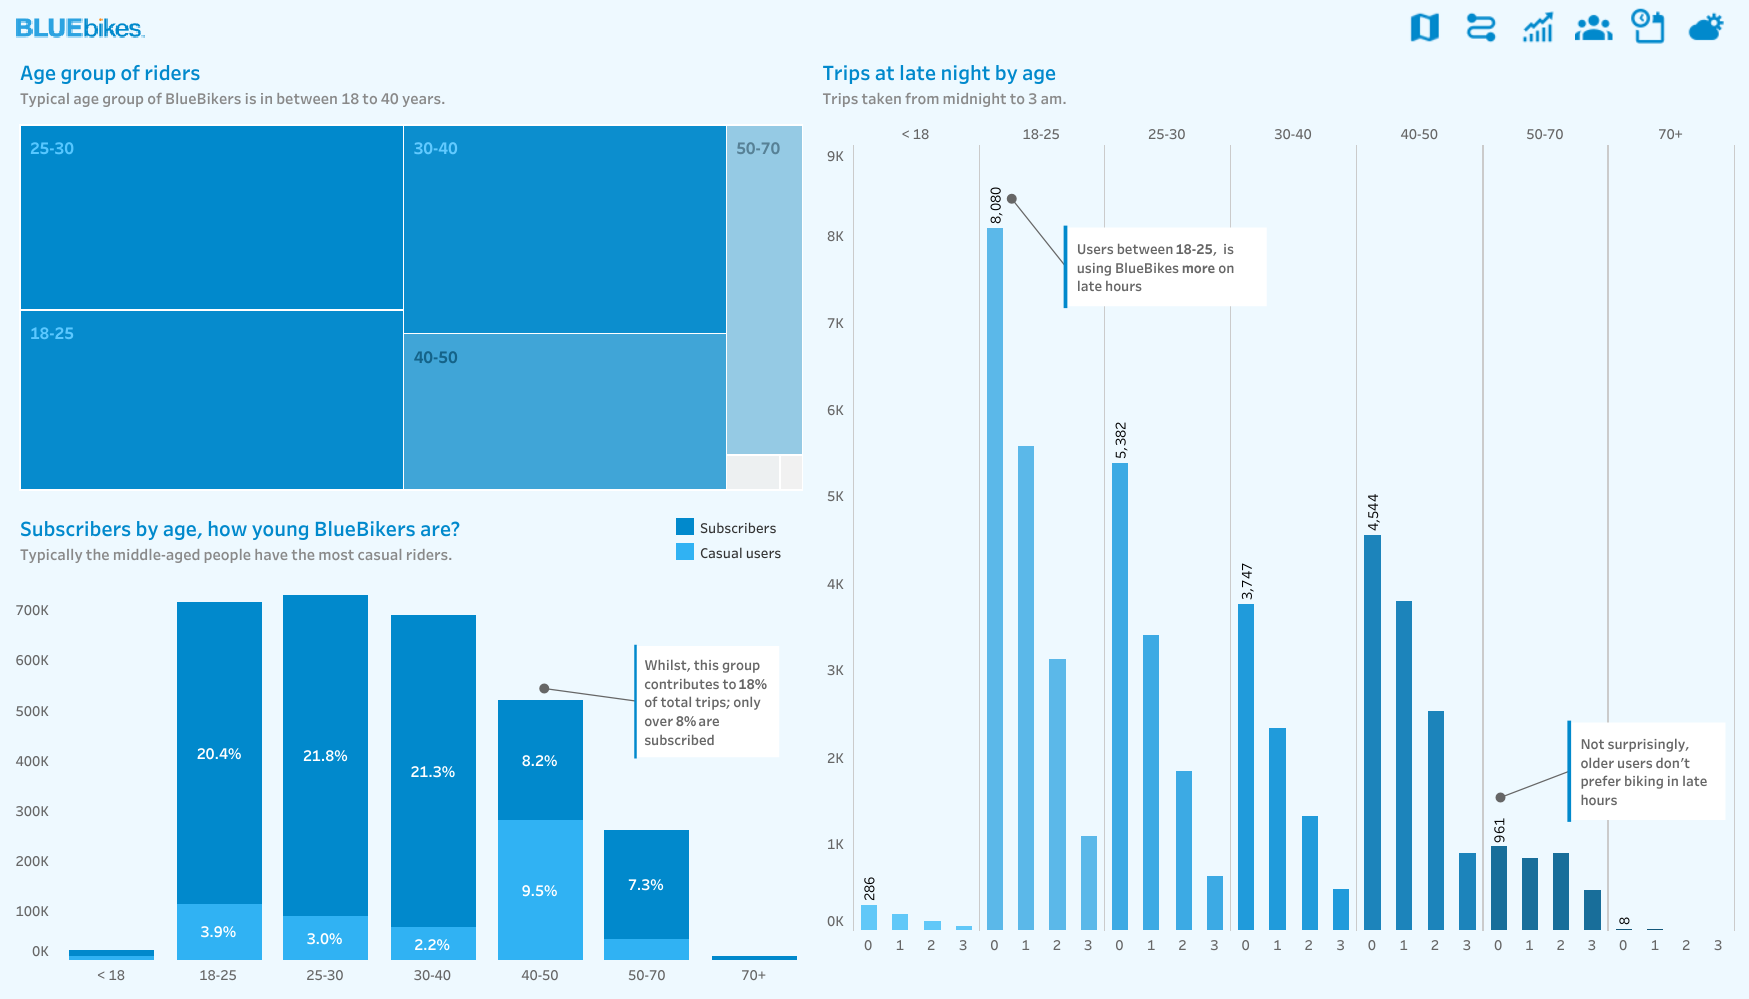 BLUEbikes
Age group of riders
Typical age group of BlueBikers is in between 18 to 40 years.
25-30
30-40
50-70
18-25
40-50
Subscribers by age, how young BlueBikers are?
Typically the middle-aged people have the most casual riders.
Subscribers
Casual users
700K
600K
500K
400K
300K
200K
100K
0K
20.4%
21.8%
21.3%
8.2%
7.3%
3.9%
3.0%
2.2%
9.5%
Whilst, this group
contributes to 18%
of total trips; only
over 8% are
subscribed
< 18
18-25
25-30
30-40
40-50
50-70
70+
Trips at late night by age
Trips taken from midnight to 3 am.
< 18
18-25
25-30
30-40
40-50
50-70
70+
9K
8K
7K
6K
5K
4K
3K
2K
1K
0K
286
8,080
5,382
3,747
4,544
961
8
Users between 18-25, is
using BlueBikes more on
late hours
Not surprisingly,
older users don't
prefer biking in late
hours
0 1 2 3 0 1 2 3 0 1 2 3 0 1 2 3 0 1 2 3 0 1 2 3 0 1 2 3